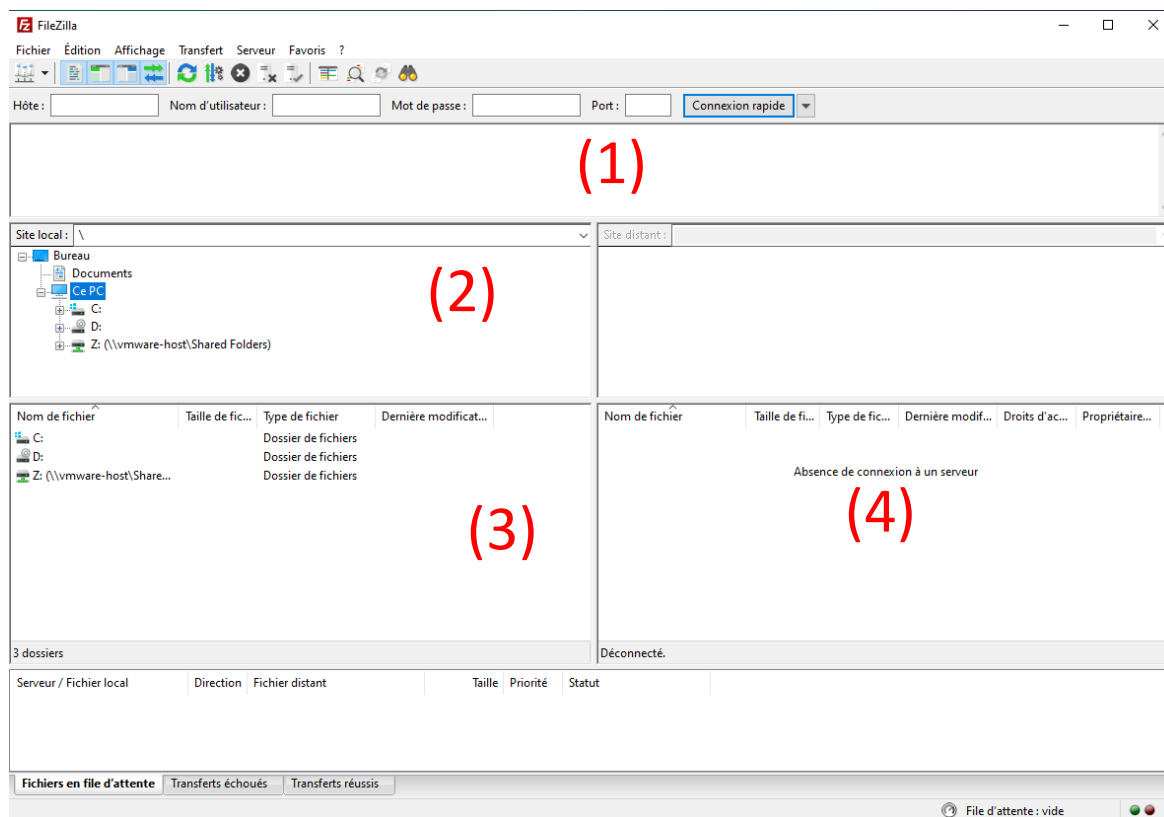 FileZilla
Fichier Édition Affichage Transfert Serveur Favoris ?
Hôte : Nom d'utilisateur : Mot de passe : Port : Connexion rapide
(1)
Site local : \
Site distant :
Bureau
Documents
Ce PC
C:
D:
Z: (\\vmware-host\Shared Folders)
(2)
Nom de fichier Taille de fic... Type de fichier Dernière modificat...
C: Dossier de fichiers
D: Dossier de fichiers
Z: (\\vmware-host\Share... Dossier de fichiers
(3)
3 dossiers
Nom de fichier Taille de fi... Type de fic... Dernière modif... Droits d'ac... Propriétaire...
Absence de connexion à un serveur
(4)
Déconnecté.
Serveur / Fichier local Direction Fichier distant Taille Priorité Statut
Fichiers en file d'attente Transferts échoués Transferts réussis
File d'attente : vide